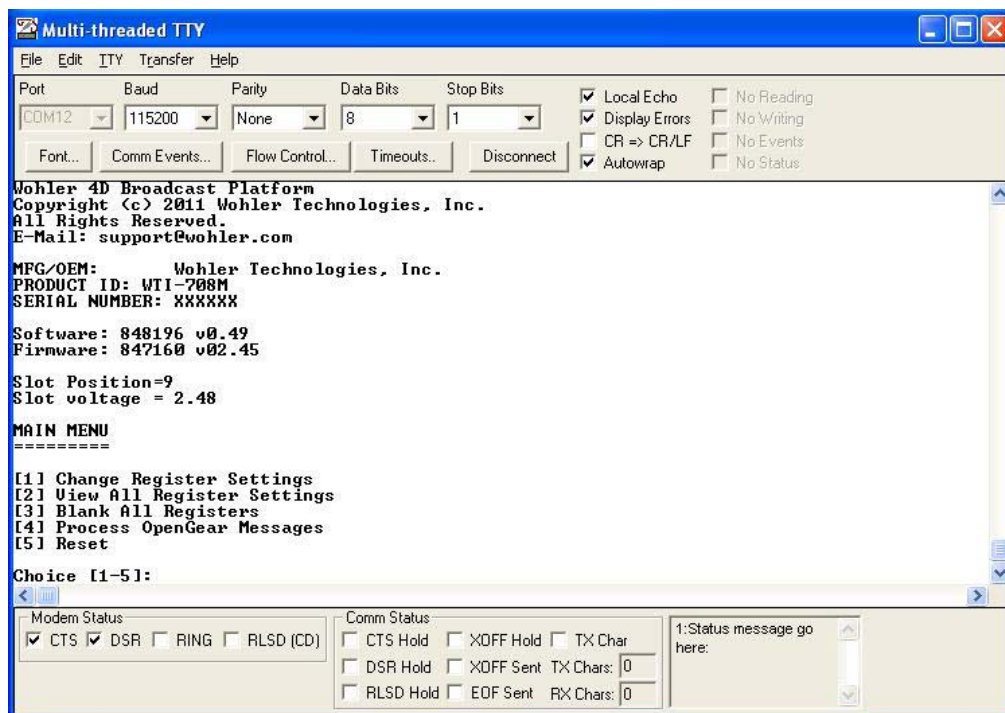 Multi-threaded TTY
File Edit TTY Transfer Help
Port Baud Parity Data Bits Stop Bits
COM12 115200 None 8 1
Local Echo No Reading
Display Errors No Writing
CR => CR/LF No Events
Autowrap No Status
Font... Comm Events... Flow Control... Timeouts.. Disconnect
Wohler 4D Broadcast Platform
Copyright (c) 2011 Wohler Technologies, Inc.
All Rights Reserved.
E-Mail: support@wohler.com
MFG/OEM: Wohler Technologies, Inc.
PRODUCT ID: WTI-708M
SERIAL NUMBER: XXXXXX
Software: 848196 v0.49
Firmware: 847160 v02.45
Slot Position=9
Slot voltage = 2.48
MAIN MENU
=========
[1] Change Register Settings
[2] View All Register Settings
[3] Blank All Registers
[4] Process OpenGear Messages
[5] Reset
Choice [1-5]:
Modem Status
CTS DSR RING RLSD (CD)
Comm Status
CTS Hold XOFF Hold TX Char
DSR Hold XOFF Sent TX Chars: 0
RLSD Hold EOF Sent RX Chars: 0
1:Status message go
here: